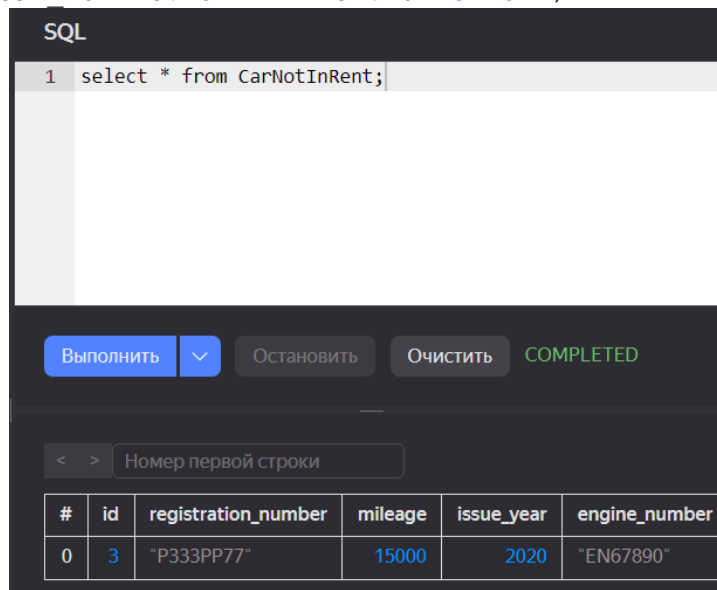 SQL
1 select * from CarNotInRent;
Выполнить Остановить Очистить COMPLETED
< > Номер первой строки
# id registration_number mileage issue_year engine_number
0 3 "P333PP77" 15000 2020 "EN67890"